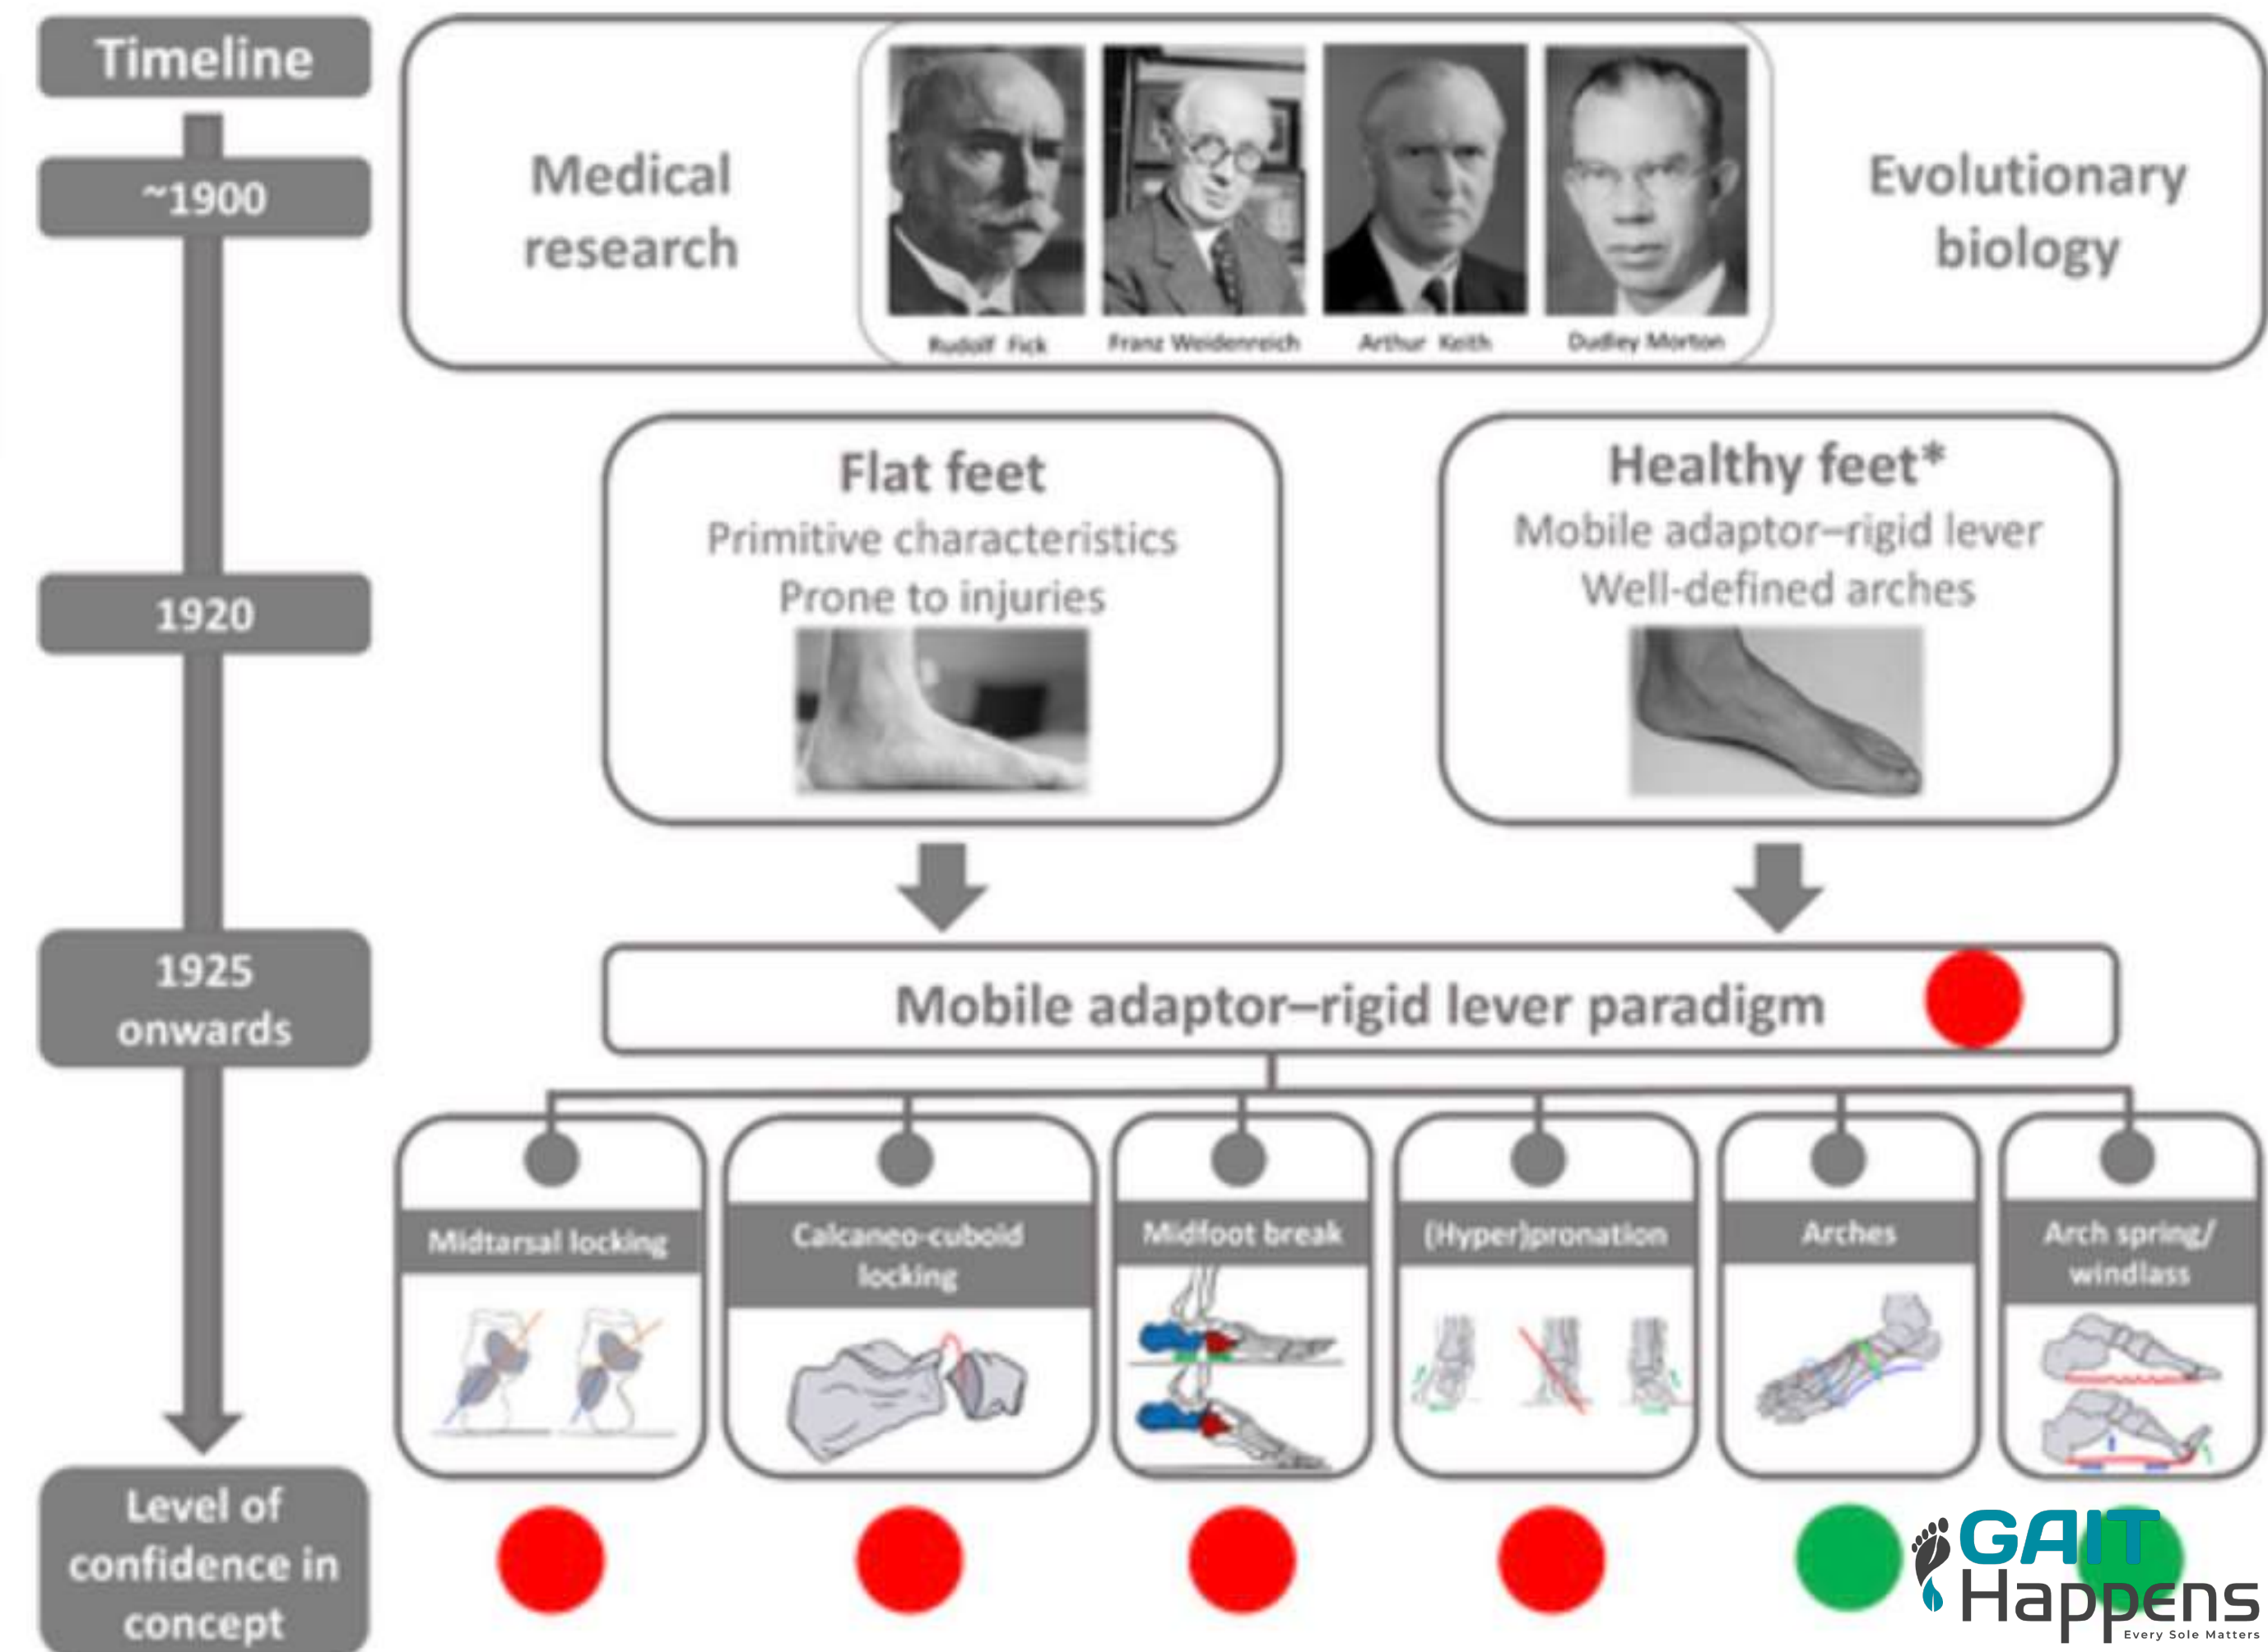 Timeline
~1900
1920
1925
onwards
Level of
confidence in
concept
Medical
research
Rudolf Fick
Franz Weidenreich
Arthur Keith
Dudley Morton
Evolutionary
biology
Flat feet
Primitive characteristics
Prone to injuries
Healthy feet*
Mobile adaptor–rigid lever
Well-defined arches
Mobile adaptor–rigid lever paradigm
Midtarsal locking
Calcaneo-cuboid
locking
Midfoot break
(Hyper)pronation
Arches
Arch spring/
windlass
GAIT
Happens
Every Sole Matters